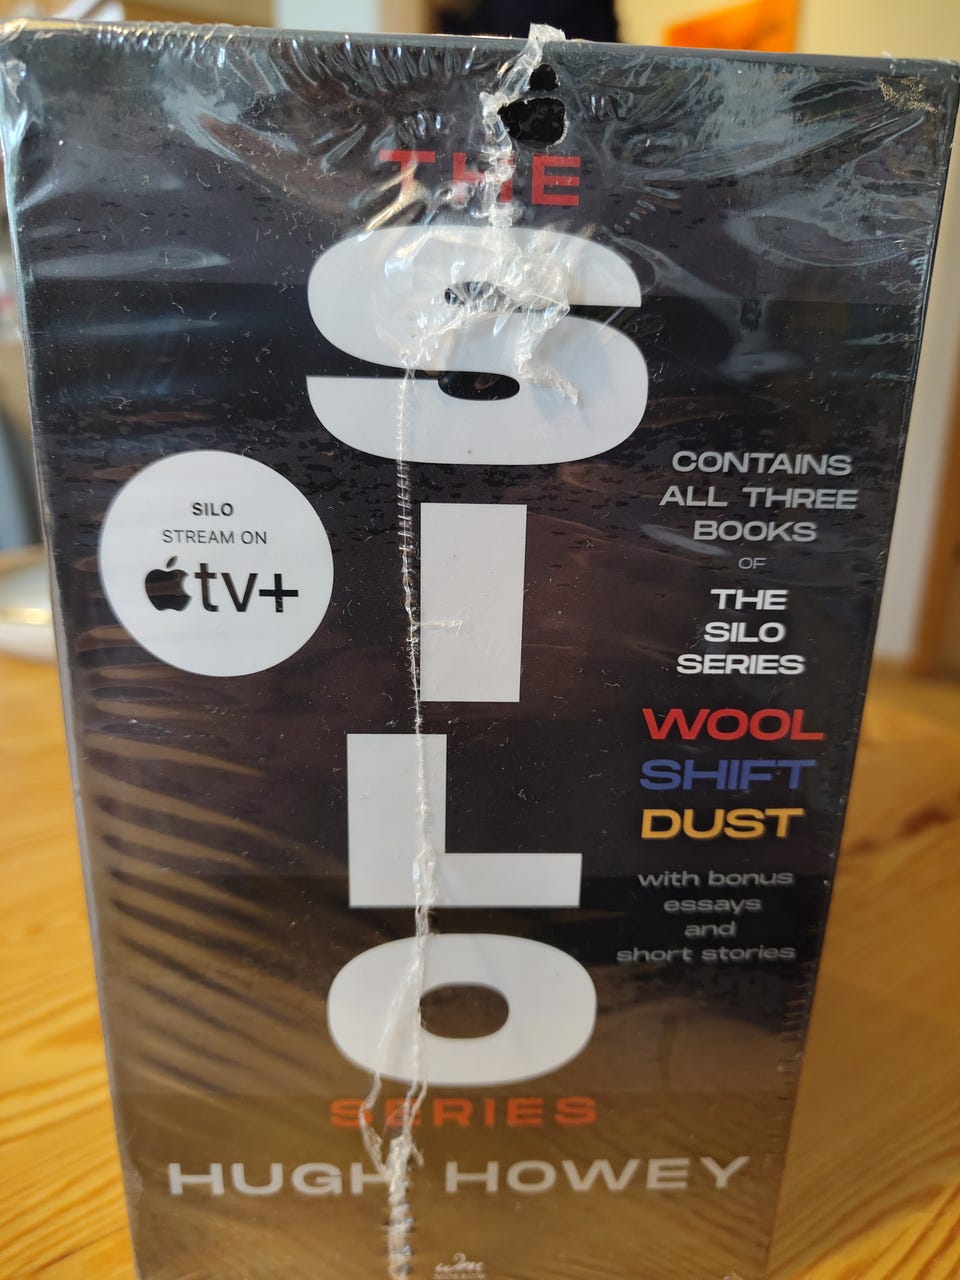 THE
SILO
SERIES
HUGH HOWEY
SILO
STREAM ON
tv+
CONTAINS
ALL THREE
BOOKS
OF
THE
SILO
SERIES
WOOL
SHIFT
DUST
with bonus
essays
and
short stories